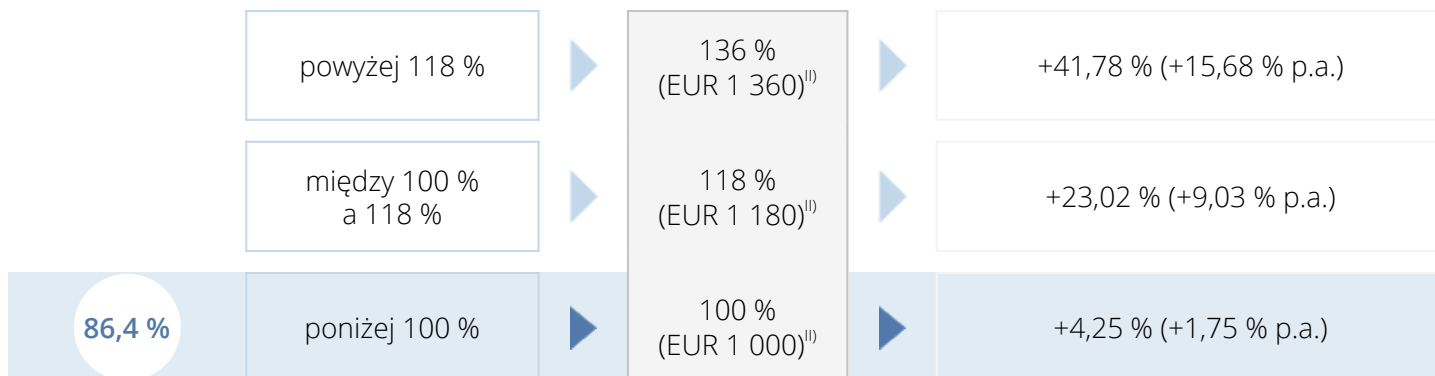 powyżej 118 %
136 %
(EUR 1 360)II)
+41,78 % (+15,68 % p.a.)
między 100 %
a 118 %
118 %
(EUR 1 180)II)
+23,02 % (+9,03 % p.a.)
86,4 %
poniżej 100 %
100 %
(EUR 1 000)II)
+4,25 % (+1,75 % p.a.)